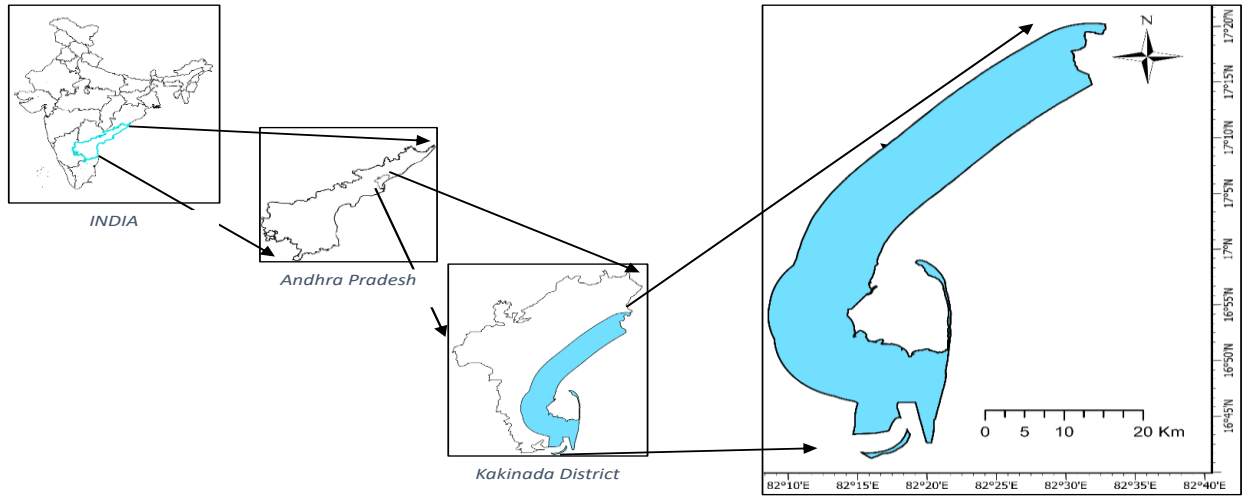 INDIA
Andhra Pradesh
Kakinada District
N
17°20'N
17°15'N
17°10'N
17°5'N
17°N
16°55'N
16°50'N
16°45'N
0 5 10 20 Km
82°10'E 82°15'E 82°20'E 82°25'E 82°30'E 82°35'E 82°40'E